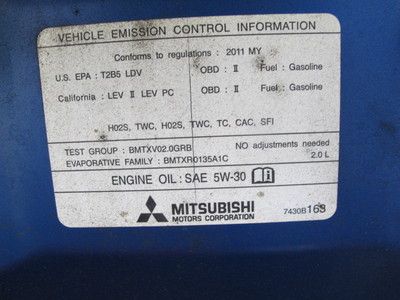 VEHICLE EMISSION CONTROL INFORMATION
Conforms to regulations : 2011 MY
U.S. EPA : T2B5 LDV OBD : II Fuel : Gasoline
California : LEV II LEV PC OBD : II Fuel : Gasoline
H02S, TWC, H02S, TWC, TC, CAC, SFI
TEST GROUP : BMTXV02.0GRB NO adjustments needed
EVAPORATIVE FAMILY : BMTXR0135A1C 2.0 L
ENGINE OIL: SAE 5W-30
MITSUBISHI
MOTORS CORPORATION 7430B163